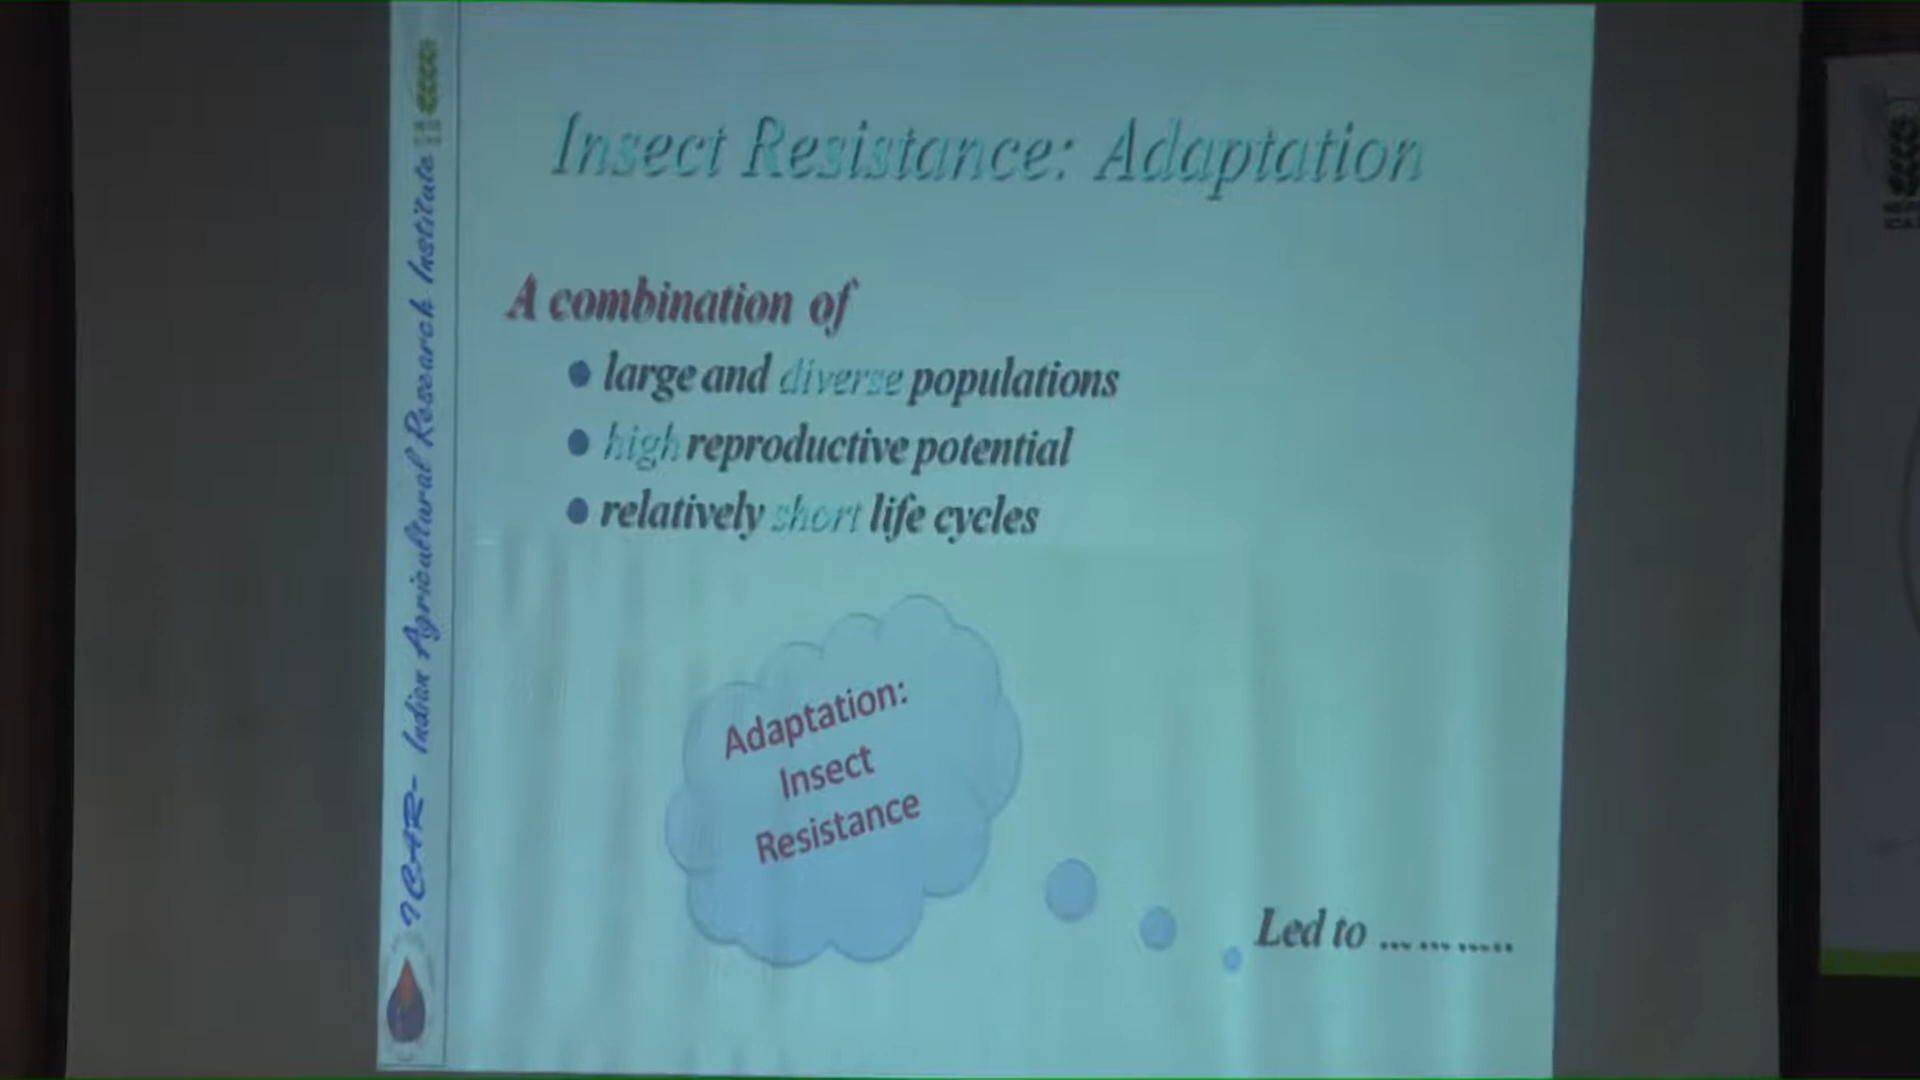 Insect Resistance: Adaptation
A combination of
large and diverse populations
high reproductive potential
relatively short life cycles
Adaptation:
Insect
Resistance
Led to ...........
ICAR- Indian Agricultural Research Institute